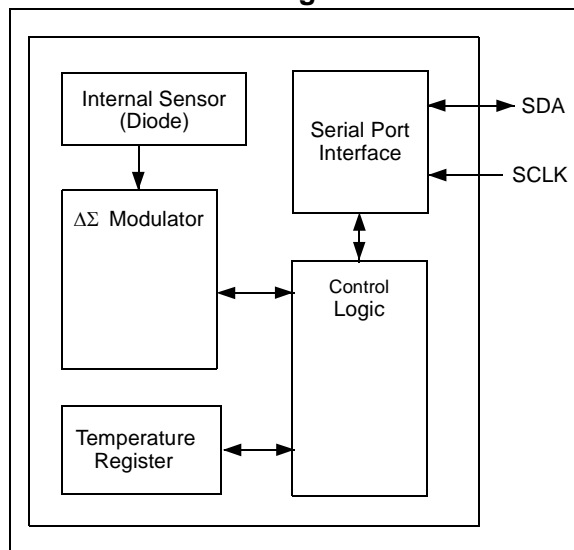 Internal Sensor
(Diode)
Serial Port
Interface
SDA
SCLK
ΔΣ Modulator
Control
Logic
Temperature
Register